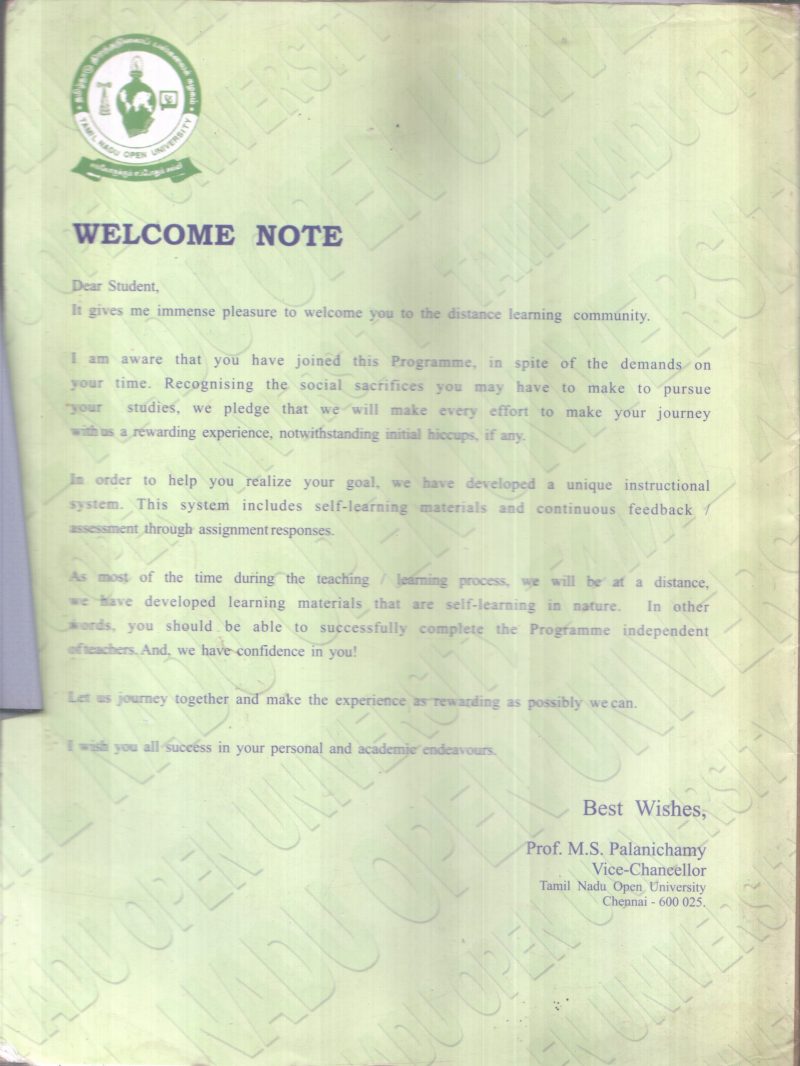 தமிழ்நாடு திறந்தநிலைப் பல்கலைக் கழகம்
TAMIL NADU OPEN UNIVERSITY
எல்லோருக்கும் எப்போதும் கல்வி
WELCOME NOTE
Dear Student,
It gives me immense pleasure to welcome you to the distance learning community.
I am aware that you have joined this Programme, in spite of the demands on
your time. Recognising the social sacrifices you may have to make to pursue
your studies, we pledge that we will make every effort to make your journey
with us a rewarding experience, notwithstanding initial hiccups, if any.
In order to help you realize your goal, we have developed a unique instructional
system. This system includes self-learning materials and continuous feedback /
assessment through assignment responses.
As most of the time during the teaching / learning process, we will be at a distance,
we have developed learning materials that are self-learning in nature. In other
words, you should be able to successfully complete the Programme independent
of teachers. And, we have confidence in you!
Let us journey together and make the experience as rewarding as possibly we can.
I wish you all success in your personal and academic endeavours.
Best Wishes,
Prof. M.S. Palanichamy
Vice-Chancellor
Tamil Nadu Open University
Chennai - 600 025.